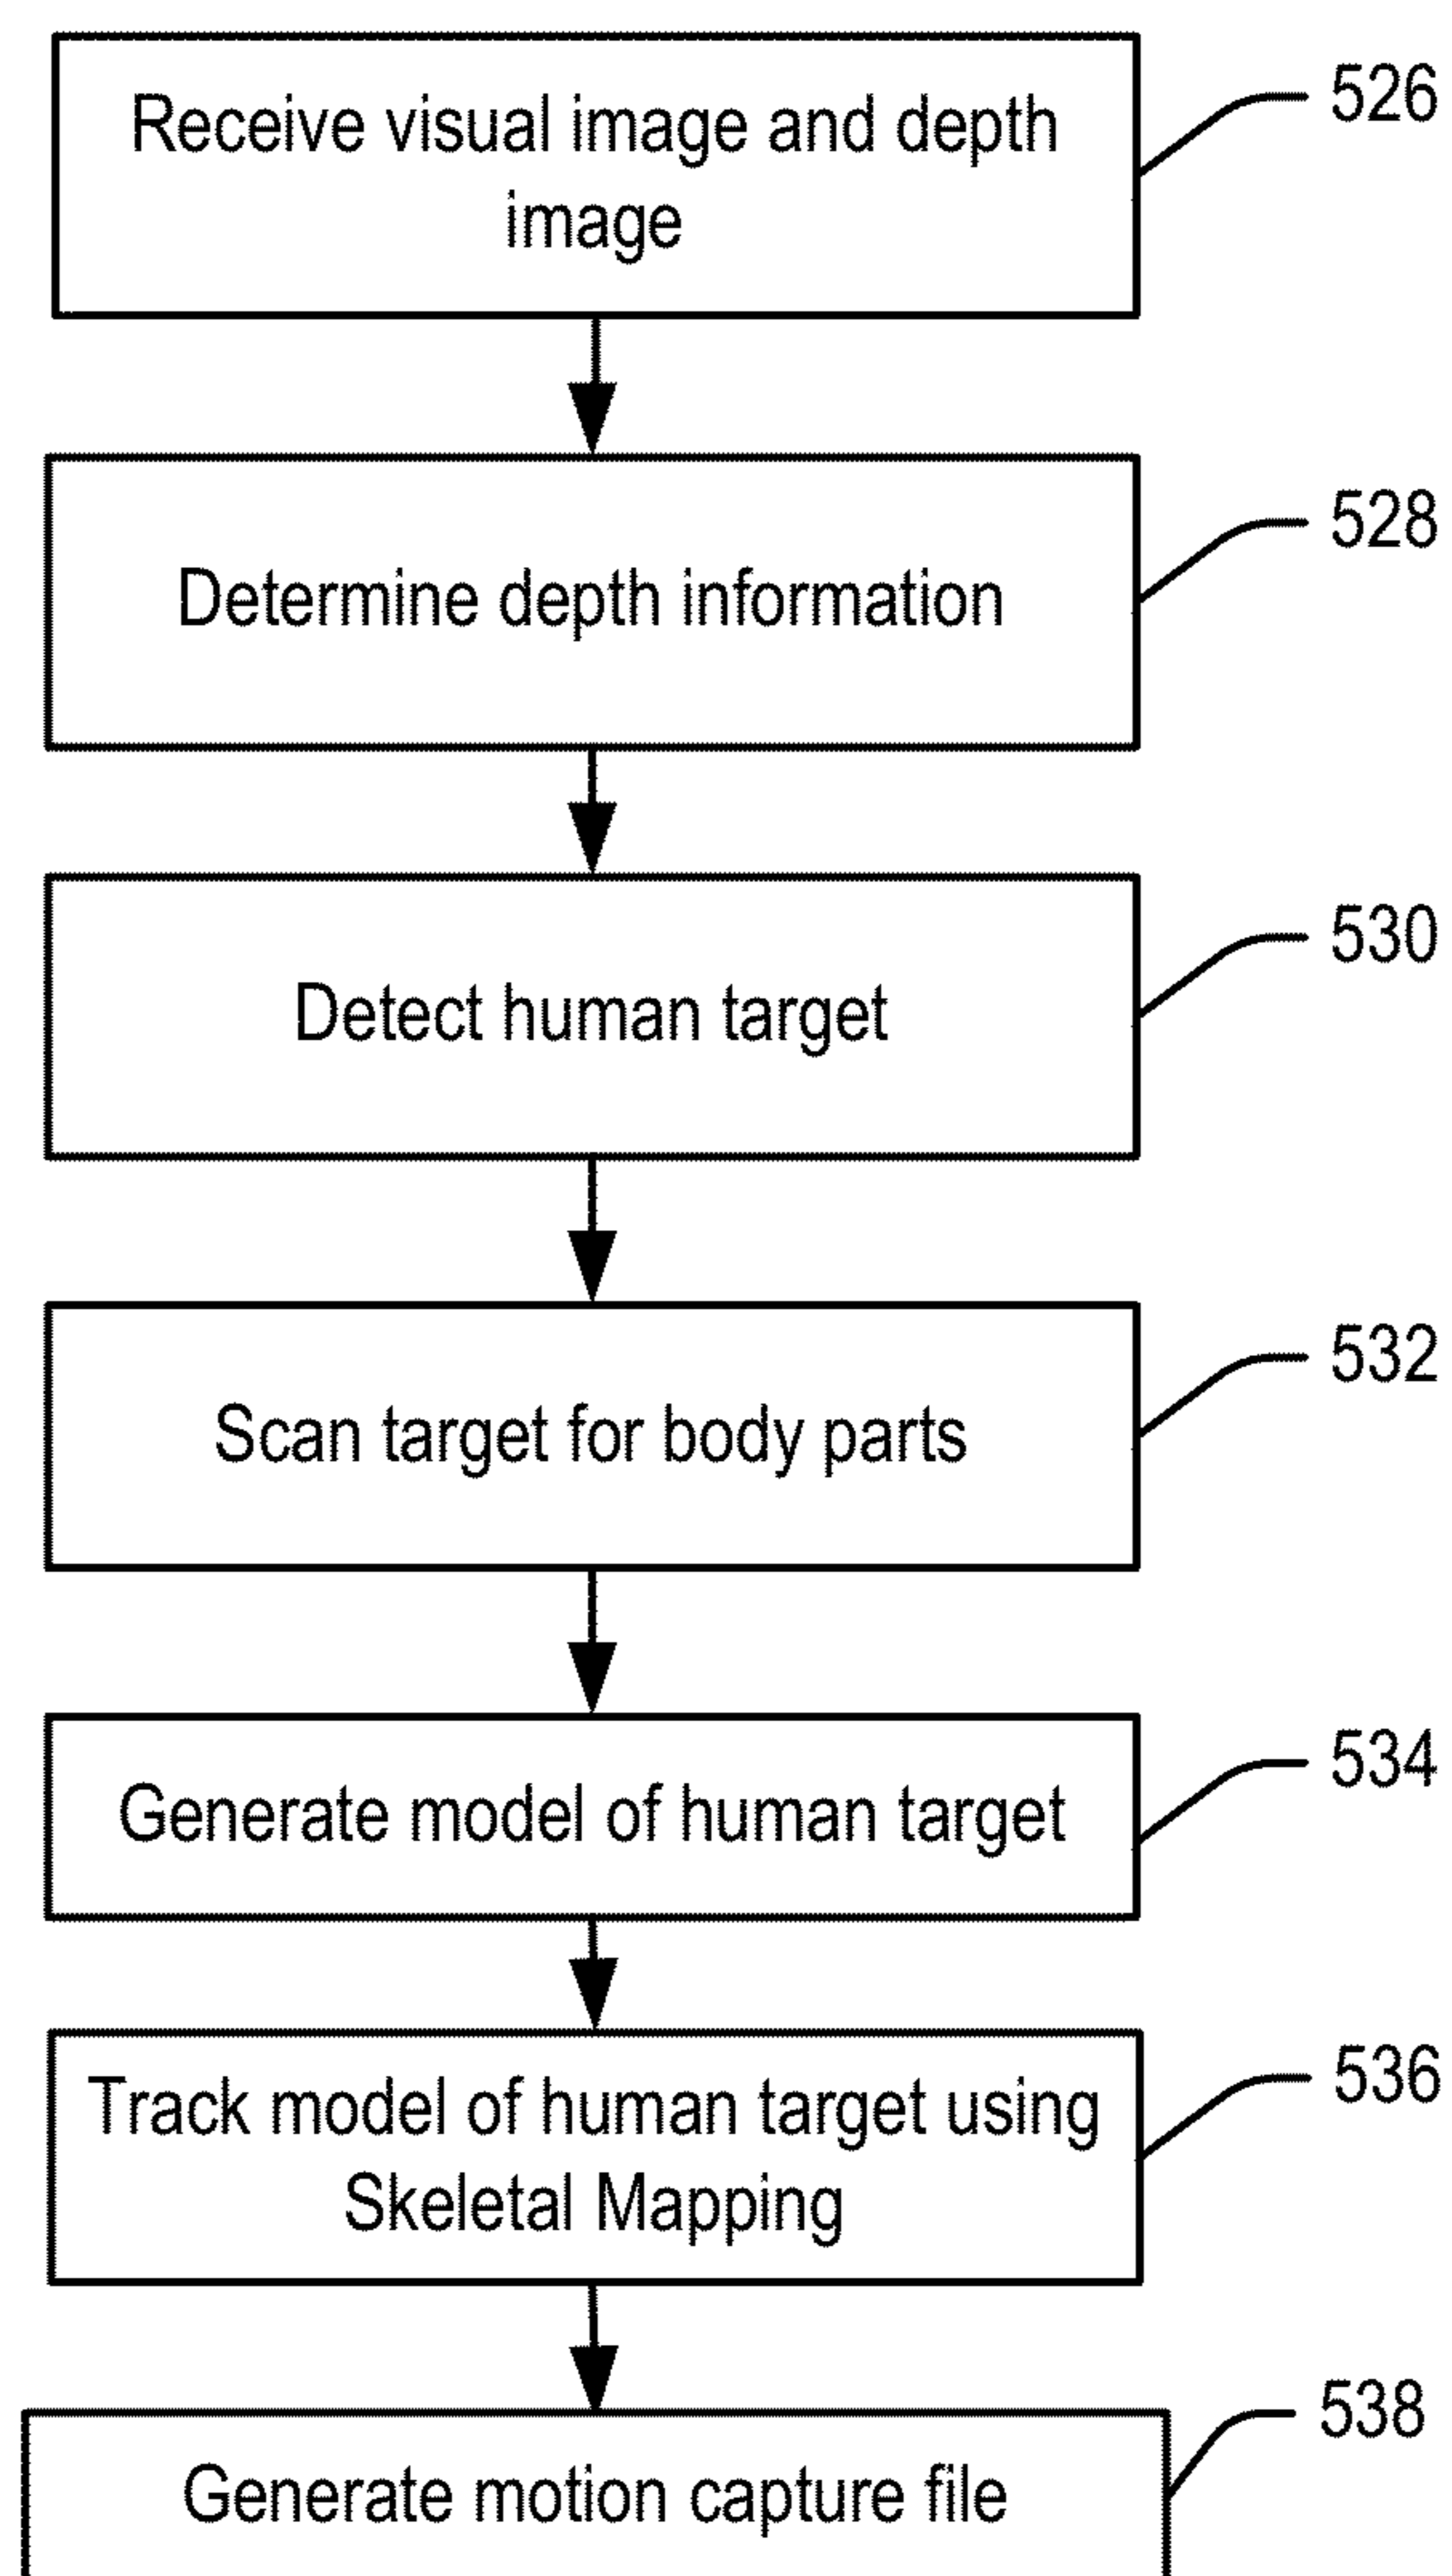 Receive visual image and depth
image
526
Determine depth information
528
Detect human target
530
Scan target for body parts
532
Generate model of human target
534
Track model of human target using
Skeletal Mapping
536
Generate motion capture file
538